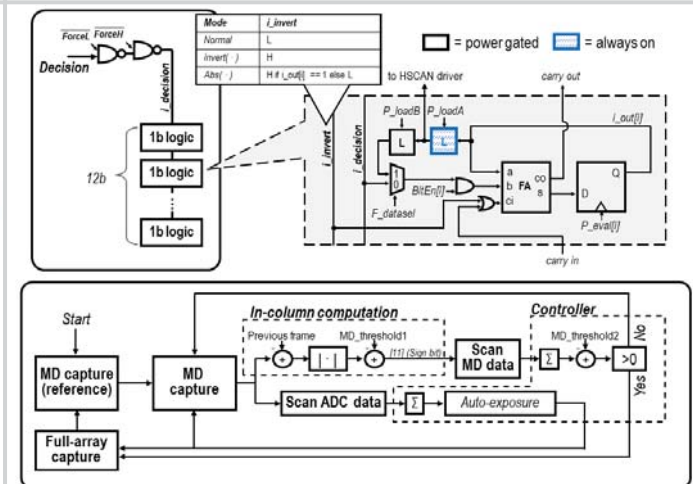 ForceL ForceH
Decision
i_decision
1b logic
1b logic
1b logic
12b
Mode i_invert
Normal L
invert( · ) H
Abs( · ) H if i_out[i] == 1 else L
= power gated = always on
to HSCAN driver
carry out
P_loadB P_loadA
i_out[i]
i_invert
i_decision
L L
1
0
BitEn[i]
F_datasel
a
b FA
ci
co
s
D
Q
P_eval[i]
carry in
In-column computation
Controller
Start
Previous frame
MD_threshold1
MD_threshold2
No
+ | · | +
[11] (Sign bit)
Scan
MD data
Σ + >0
Yes
MD capture
(reference)
MD
capture
Scan ADC data
Σ
Auto-exposure
Full-array
capture